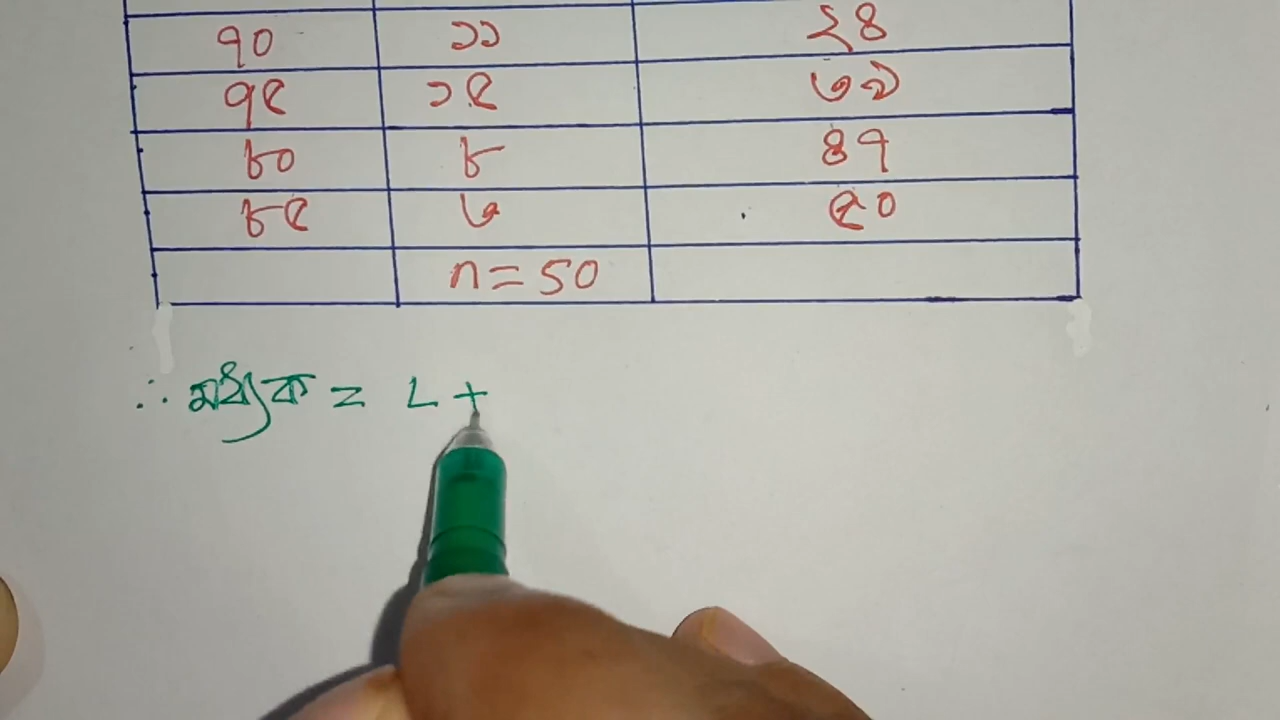 ৭০ ১১ ২৪
৭৫ ১৫ ৩৯
৮০ ৮ ৪৭
৮৫ ৩ ৫০
n = 50
∴ মধ্যক = L +